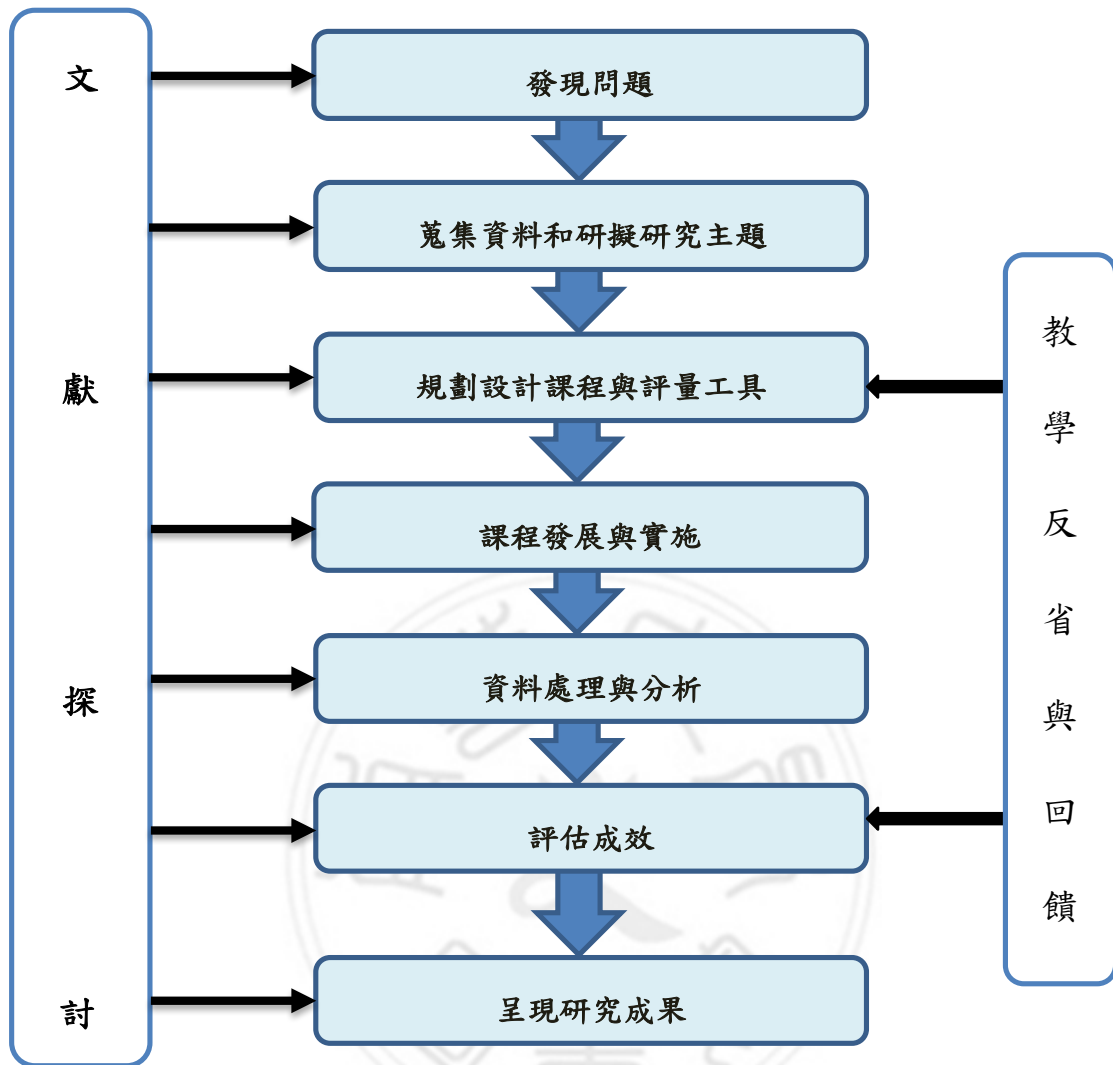 文獻探討
發現問題
蒐集資料和研擬研究主題
規劃設計課程與評量工具
課程發展與實施
資料處理與分析
評估成效
呈現研究成果
教學反省與回饋